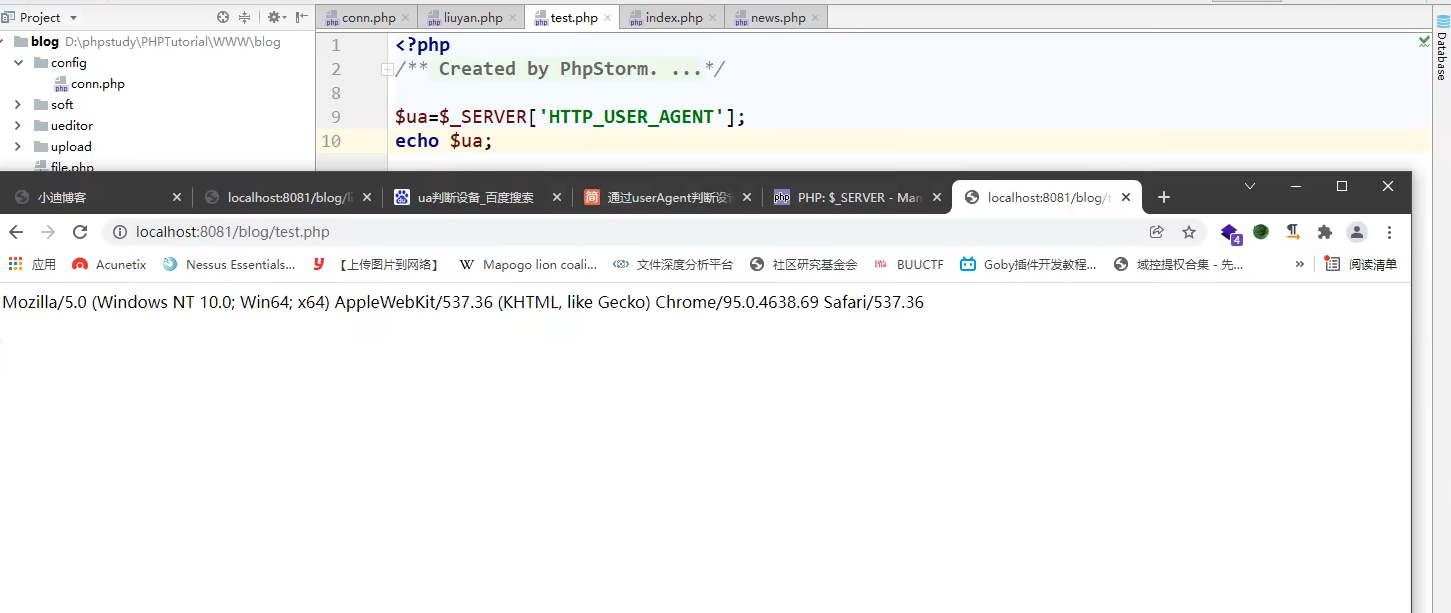 Project
conn.php
liuyan.php
test.php
index.php
news.php
blog D:\phpstudy\PHPTutorial\WWW\blog
config
conn.php
soft
ueditor
upload
file.php
1 <?php
2 /** Created by PhpStorm. ...*/
8
9 $ua=$_SERVER['HTTP_USER_AGENT'];
10 echo $ua;
Database
小迪博客
localhost:8081/blog/li
ua判断设备_百度搜索
通过userAgent判断设
PHP: $_SERVER - Man
localhost:8081/blog/t
localhost:8081/blog/test.php
4
应用
Acunetix
Nessus Essentials...
【上传图片到网络】
Mapogo lion coali...
文件深度分析平台
社区研究基金会
BUUCTF
Goby插件开发教程...
域控提权合集 - 先...
»
阅读清单
Mozilla/5.0 (Windows NT 10.0; Win64; x64) AppleWebKit/537.36 (KHTML, like Gecko) Chrome/95.0.4638.69 Safari/537.36